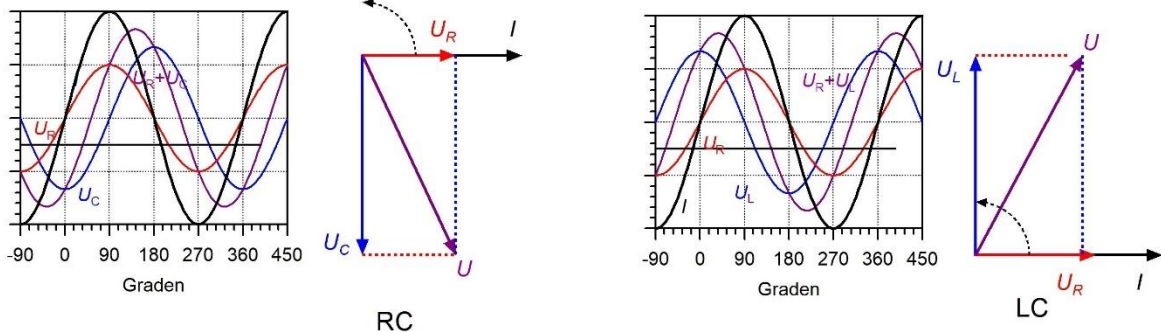 U_R+U_C
U_R
U_C
-90 0 90 180 270 360 450
Graden
U_R
I
U_C
U
RC
U_R+U_L
U_R
U_L
I
-90 0 90 180 270 360 450
Graden
U_L
U
U_R
I
LC